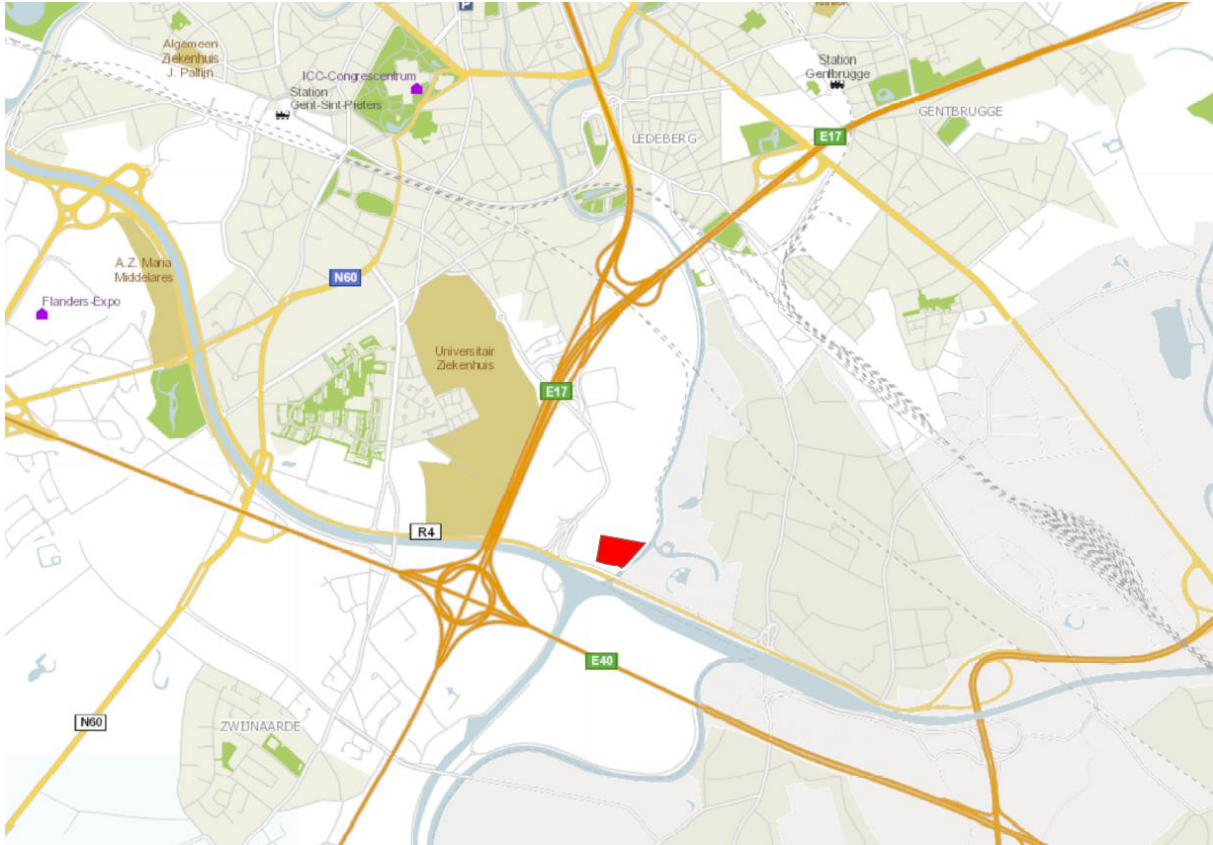 P
Algemeen
Ziekenhuis
J. Palfijn
ICC-Congrescentrum
Station
Gent-Sint-Pieters
Station
Gentbrugge
GENTBRUGGE
LEDEBERG
E17
A.Z. Maria
Middelares
N60
Flanders-Expo
Universitair
Ziekenhuis
E17
R4
E40
N60
ZWIJNAARDE